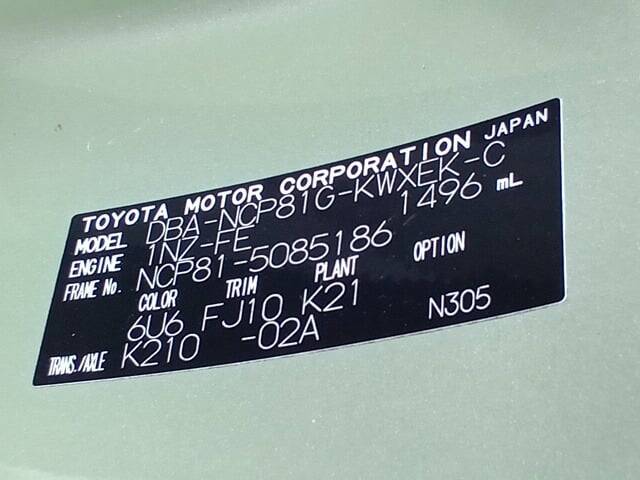 TOYOTA MOTOR CORPORATION JAPAN
MODEL DBA-NCP81G-KWXEK-C
ENGINE 1NZ-FE 1496 mL
FRAME No. NCP81-5085186
COLOR TRIM PLANT OPTION
6U6 FJ10 K21
TRANS./AXLE K210 -02A N305